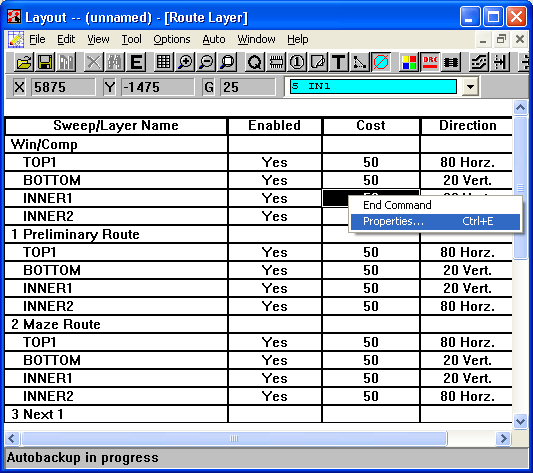 Layout -- (unnamed) - [Route Layer]
File Edit View Tool Options Auto Window Help
E Q T DRC
X 5875 Y -1475 G 25 5 IN1
Sweep/Layer Name Enabled Cost Direction
Win/Comp
TOP1 Yes 50 80 Horz.
BOTTOM Yes 50 20 Vert.
INNER1 Yes
End Command
INNER2 Yes
Properties... Ctrl+E
1 Preliminary Route
TOP1 Yes 50 80 Horz.
BOTTOM Yes 50 20 Vert.
INNER1 Yes 50 20 Vert.
INNER2 Yes 50 80 Horz.
2 Maze Route
TOP1 Yes 50 80 Horz.
BOTTOM Yes 50 20 Vert.
INNER1 Yes 50 20 Vert.
INNER2 Yes 50 80 Horz.
3 Next 1
Autobackup in progress